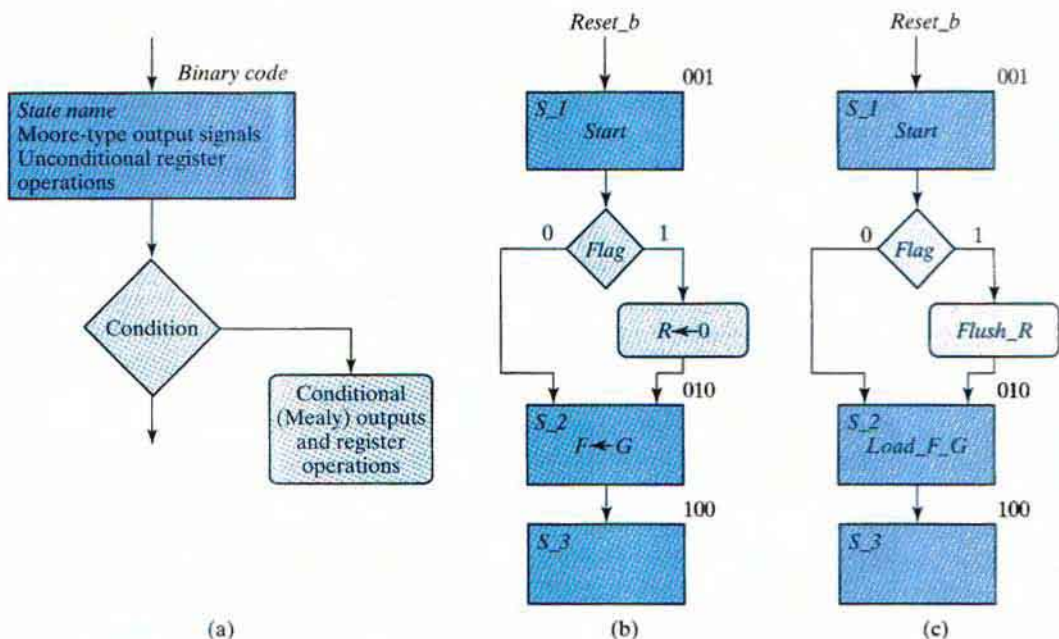 Binary code
State name
Moore-type output signals
Unconditional register
operations
Condition
Conditional
(Mealy) outputs
and register
operations
(a)
Reset_b
001
S_1
Start
0
1
Flag
R←0
010
S_2
F←G
100
S_3
(b)
Reset_b
001
S_1
Start
0
1
Flag
Flush_R
010
S_2
Load_F_G
100
S_3
(c)